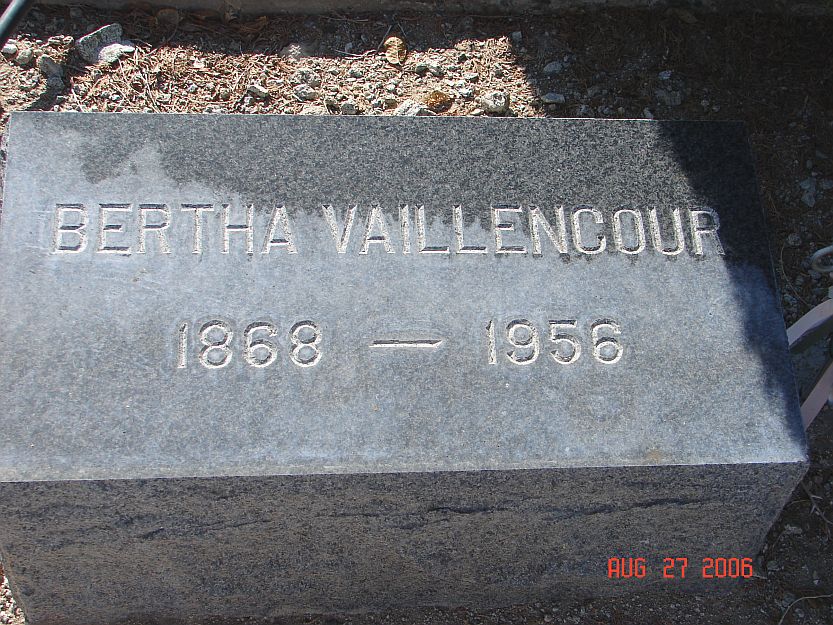 BERTHA VAILLENCOUR
1868 — 1956
AUG 27 2006